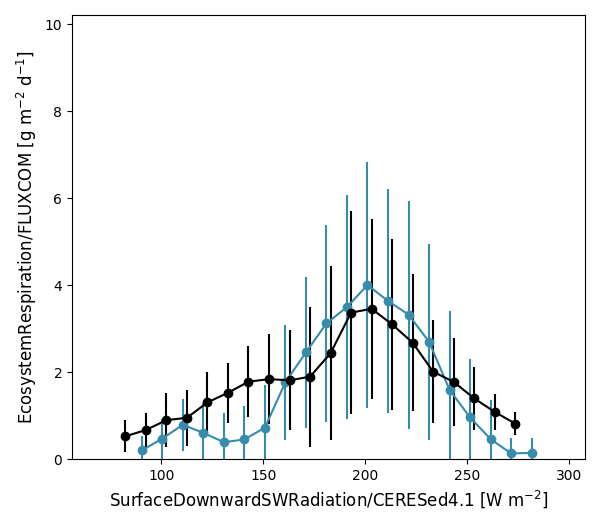 10
8
6
4
2
0
EcosystemRespiration/FLUXCOM [g m⁻² d⁻¹]
100 150 200 250 300
SurfaceDownwardSWRadiation/CERESed4.1 [W m⁻²]